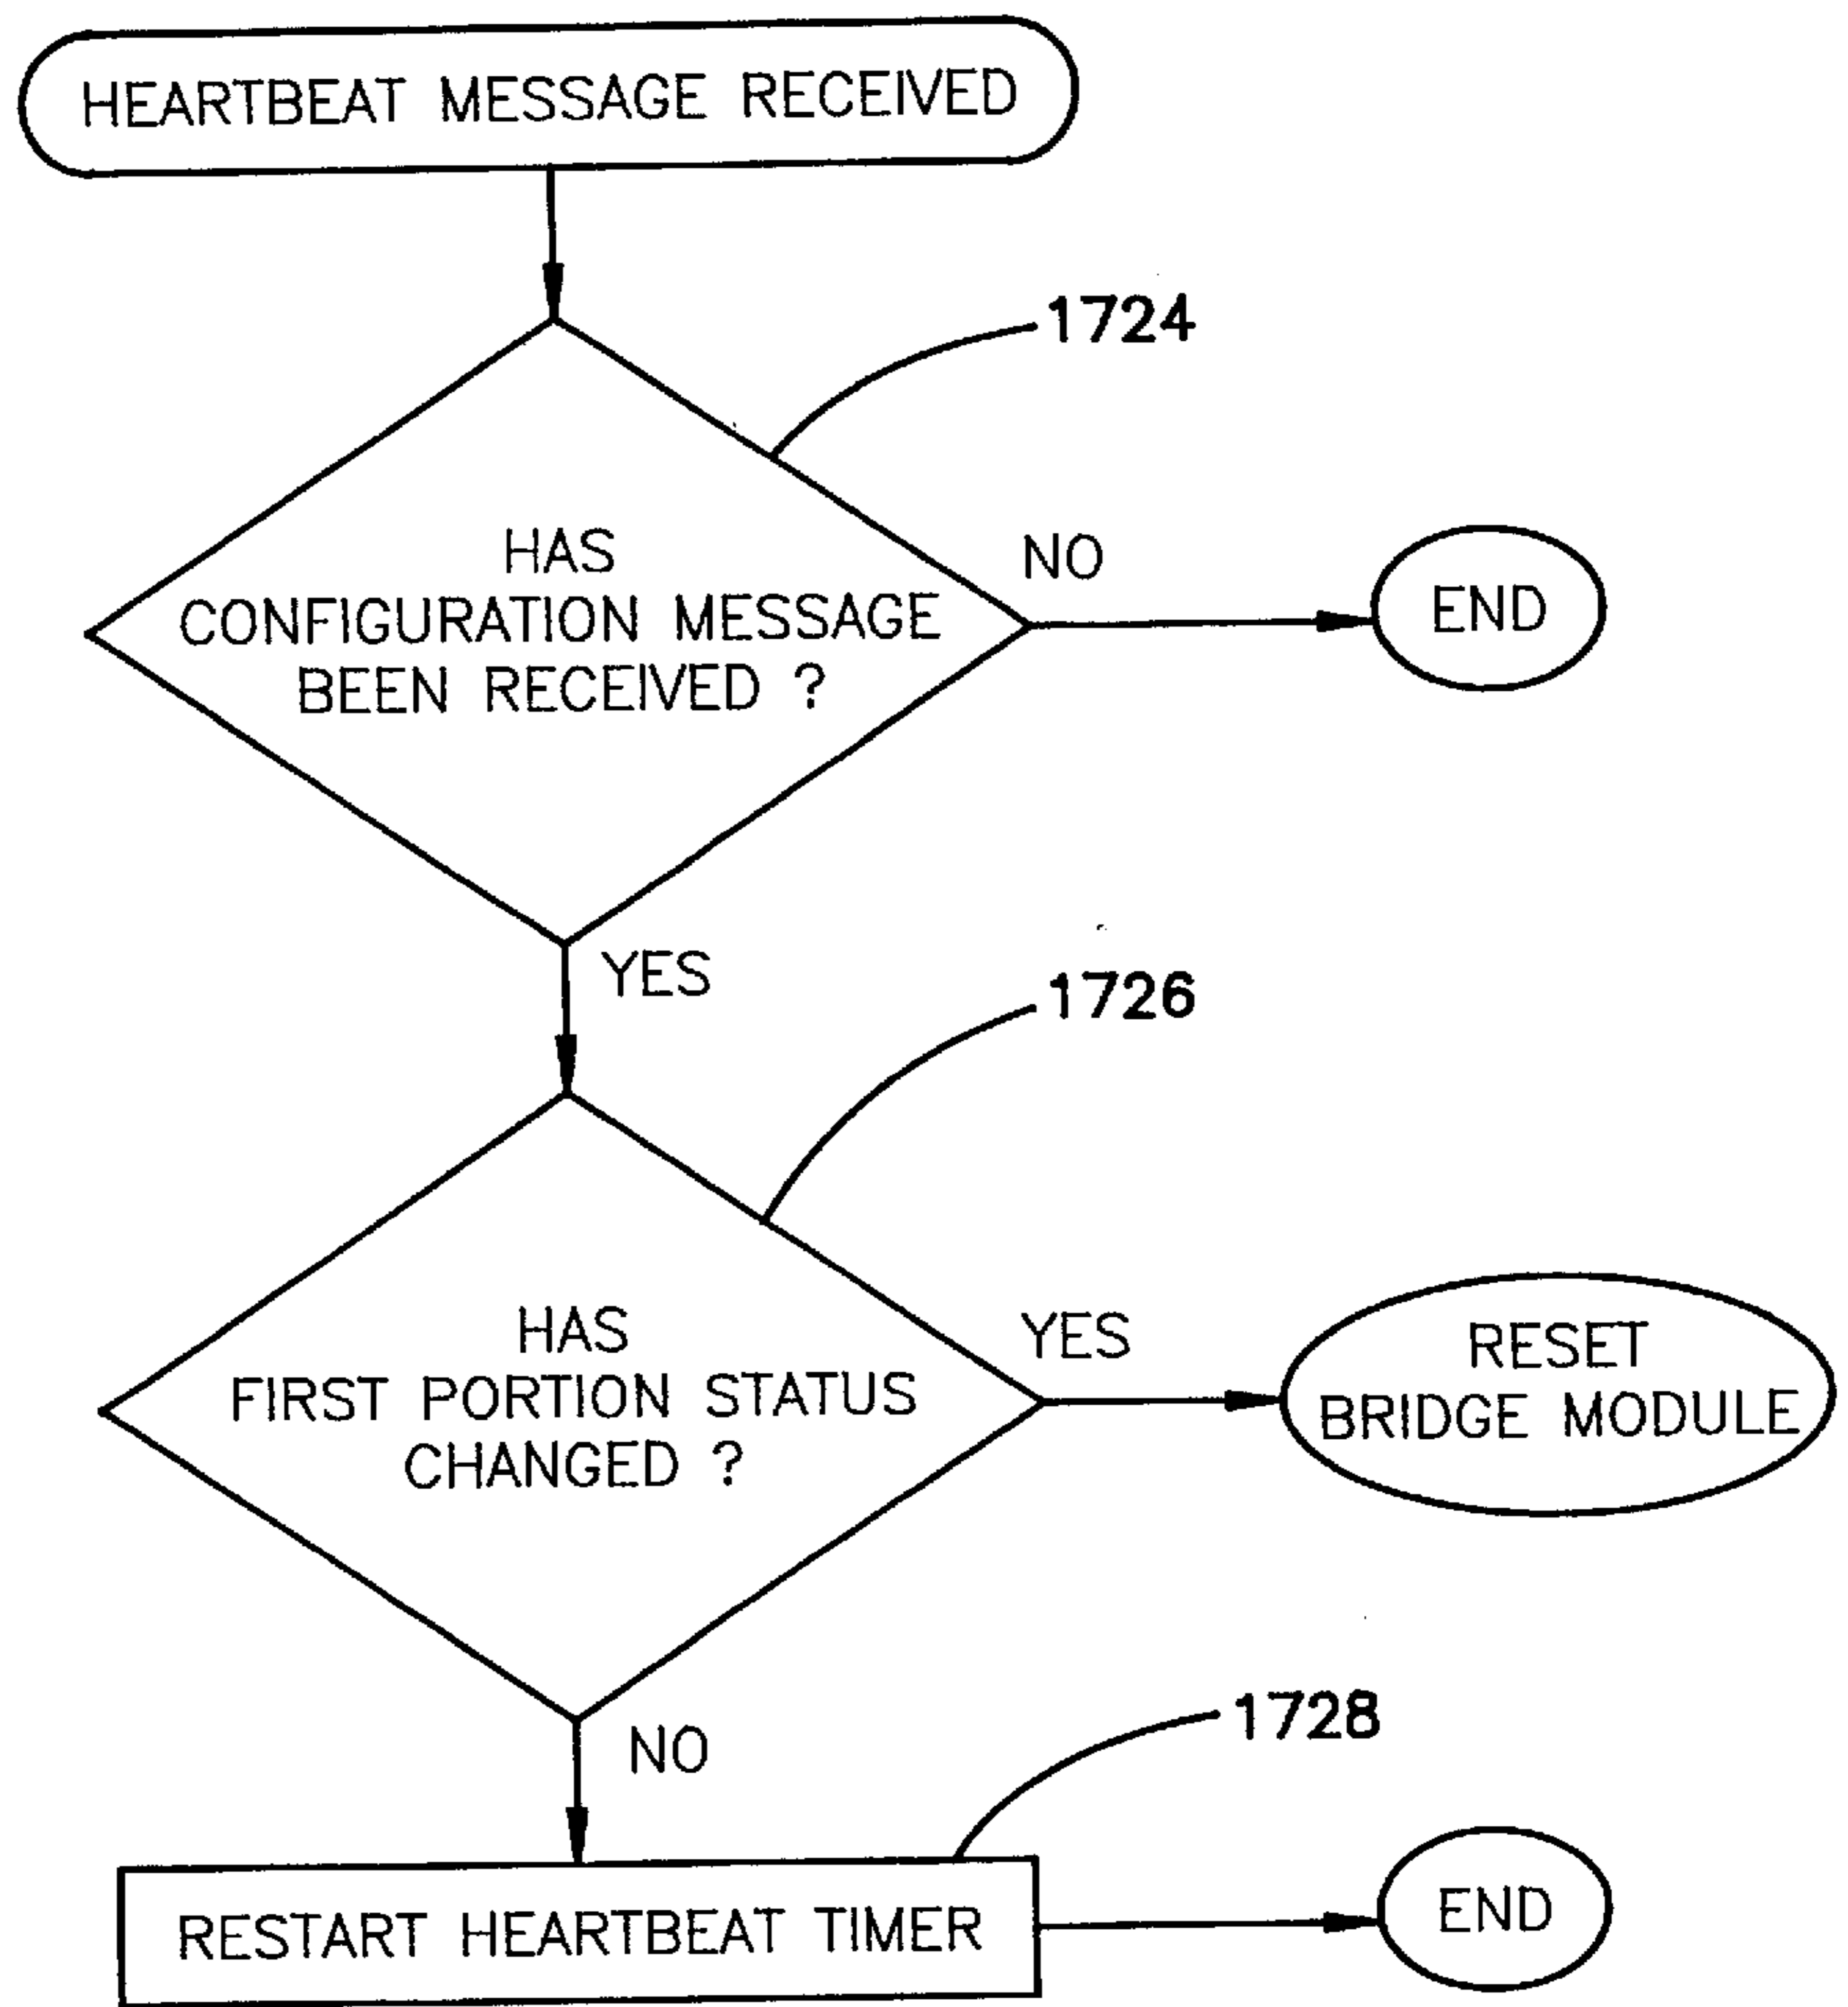 HEARTBEAT MESSAGE RECEIVED
1724
HAS
CONFIGURATION MESSAGE
BEEN RECEIVED ?
NO
END
YES
1726
HAS
FIRST PORTION STATUS
CHANGED ?
YES
RESET
BRIDGE MODULE
NO
1728
RESTART HEARTBEAT TIMER
END